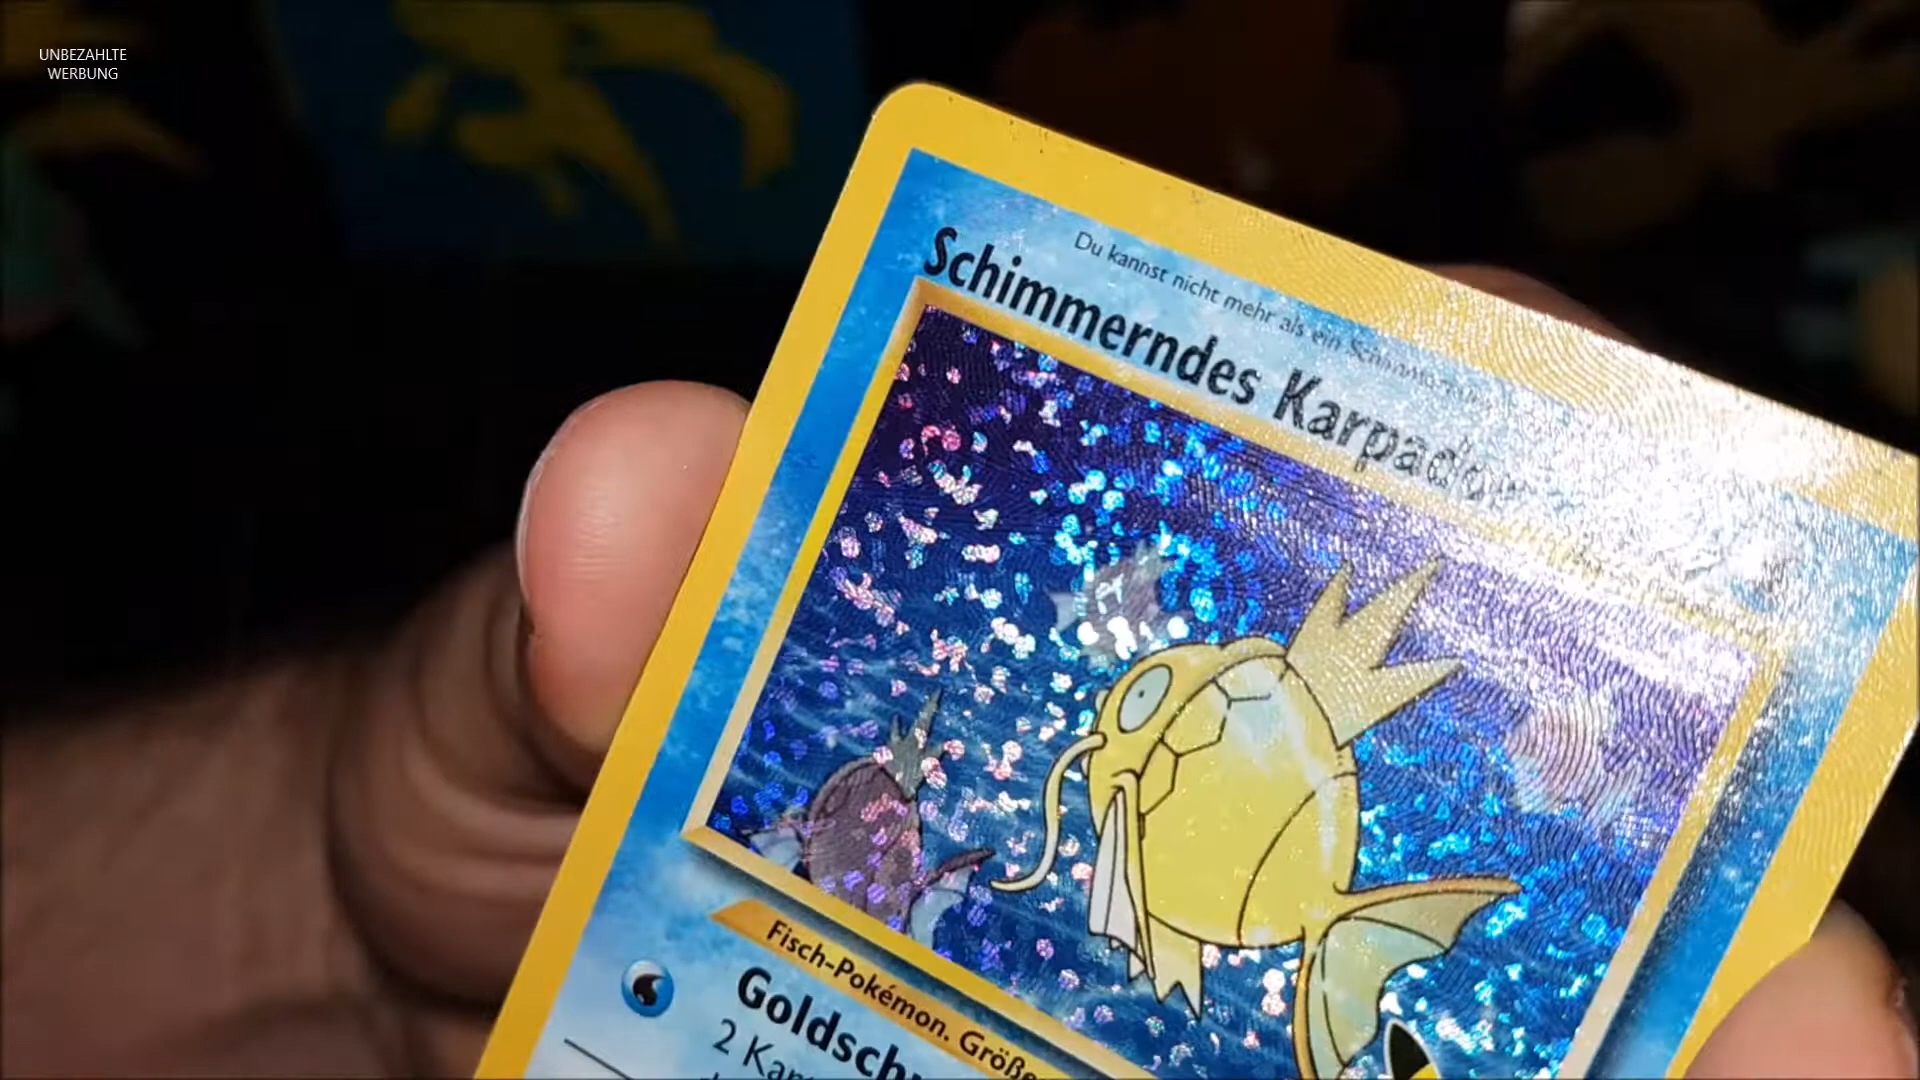 UNBEZAHLTE
WERBUNG
Du kannst nicht mehr als ein
Schimmerndes Karpador
Fisch-Pokémon. Größe
Goldsch
2 Kar